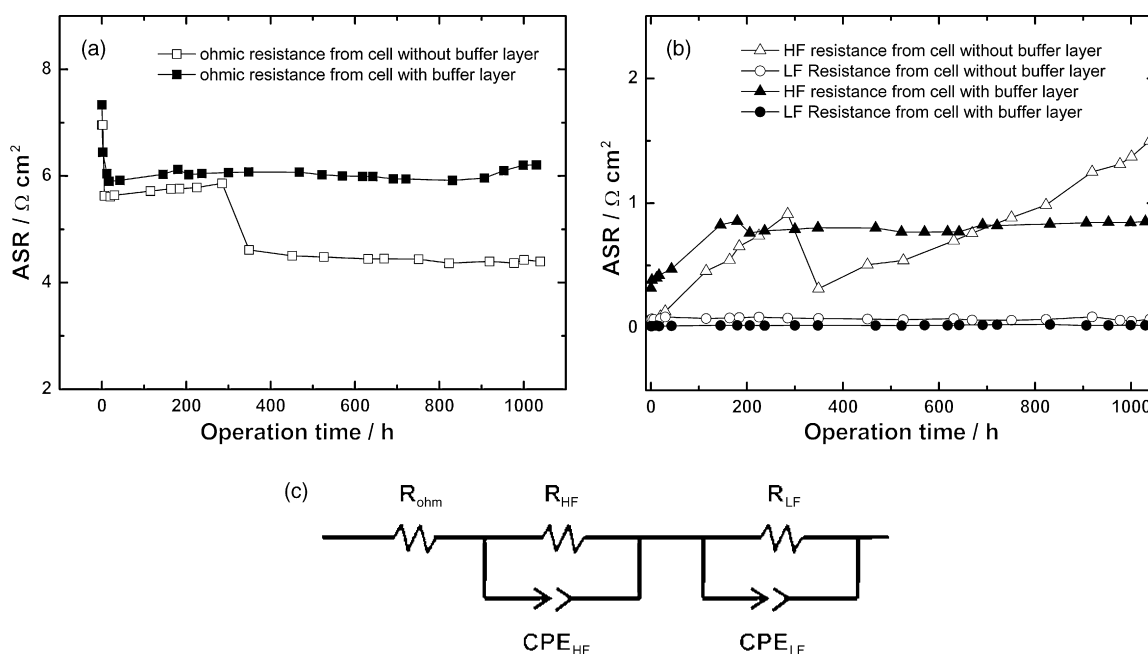 (a)
ohmic resistance from cell without buffer layer
ohmic resistance from cell with buffer layer
8
6
4
2
ASR / Ω cm²
0 200 400 600 800 1000
Operation time / h
(b)
HF resistance from cell without buffer layer
LF Resistance from cell without buffer layer
HF resistance from cell with buffer layer
LF Resistance from cell with buffer layer
2
1
0
ASR / Ω cm²
0 200 400 600 800 1000
Operation time / h
(c)
R_ohm R_HF R_LF
CPE_HF CPE_LF